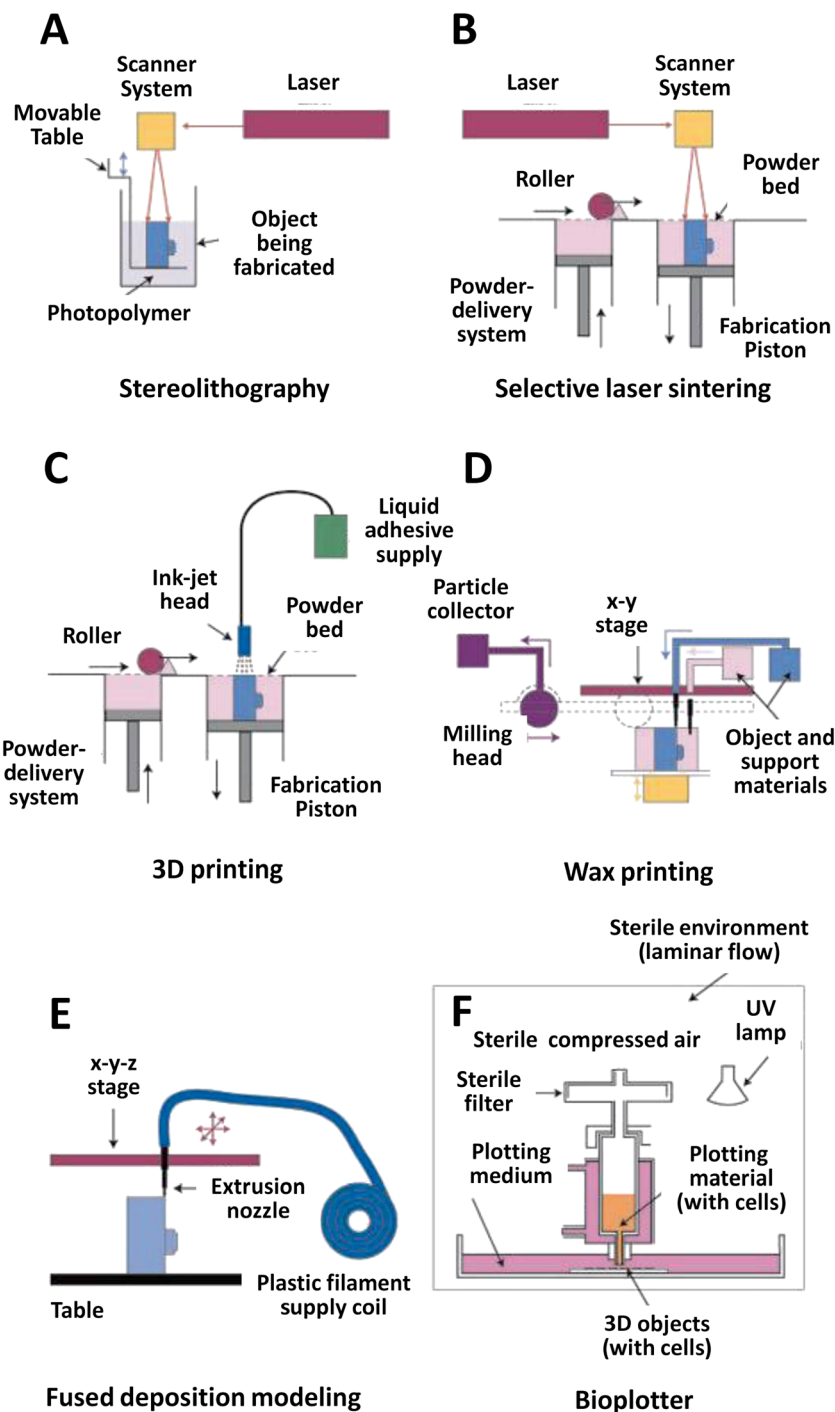 A
Scanner
System
Laser
Movable
Table
Object
being
fabricated
Photopolymer
Stereolithography
B
Laser
Scanner
System
Roller
Powder
bed
Powder-
delivery
system
Fabrication
Piston
Selective laser sintering
C
Liquid
adhesive
supply
Ink-jet
head
Powder
bed
Roller
Powder-
delivery
system
Fabrication
Piston
3D printing
D
Particle
collector
x-y
stage
Milling
head
Object and
support
materials
Wax printing
E
x-y-z
stage
Extrusion
nozzle
Plastic filament
supply coil
Table
Fused deposition modeling
Sterile environment
(laminar flow)
F
UV
lamp
Sterile compressed air
Sterile
filter
Plotting
medium
Plotting
material
(with cells)
3D objects
(with cells)
Bioplotter